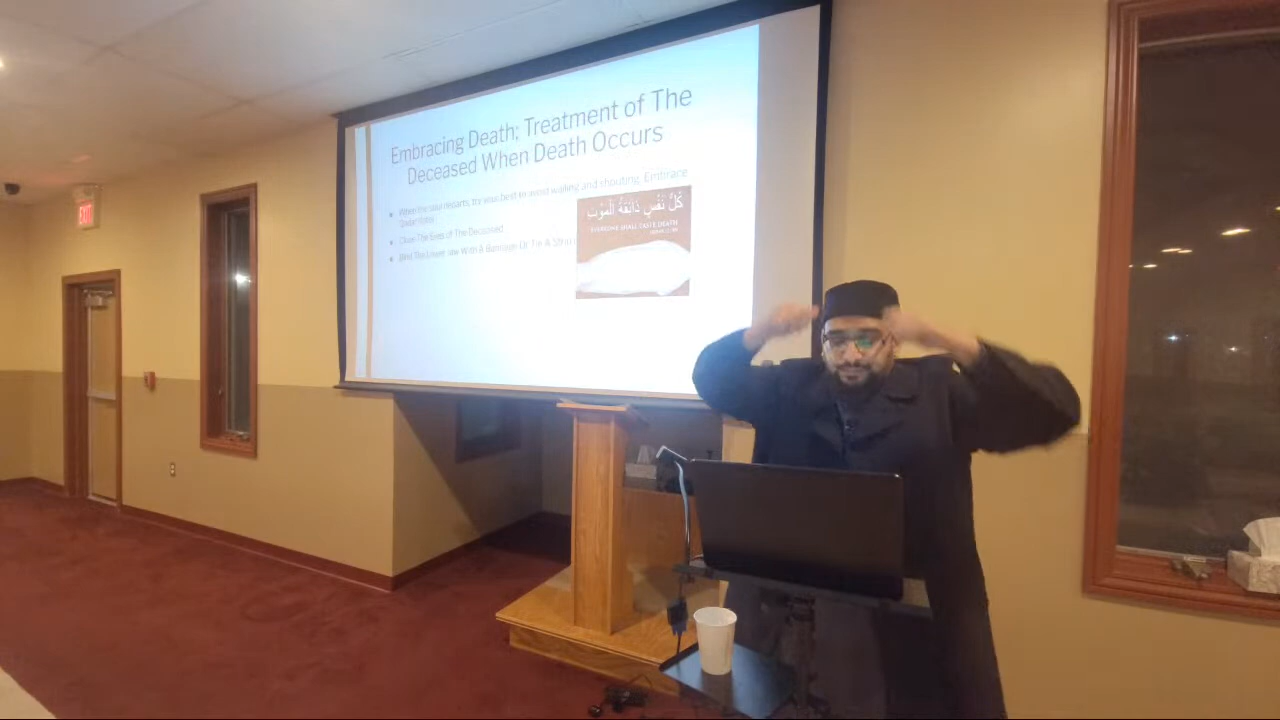 EXIT
Embracing Death; Treatment of The
Deceased When Death Occurs
When the soul departs, try your best to avoid wailing and shouting. Embrace
Close The Eyes of The Deceased
Bind The Lower Jaw With A Bandage Or Tie A
كُلُّ نَفْسٍ ذَائِقَةُ الْمَوْتِ
EVERYONE SHALL TASTE DEATH